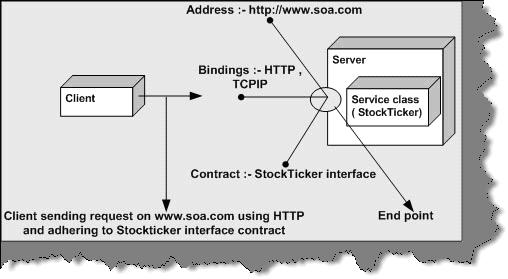 Address :- http://www.soa.com
Server
Bindings :- HTTP ,
TCPIP
Client
Service class
( StockTicker)
Contract :- StockTicker interface
Client sending request on www.soa.com using HTTP
and adhering to Stockticker interface contract
End point